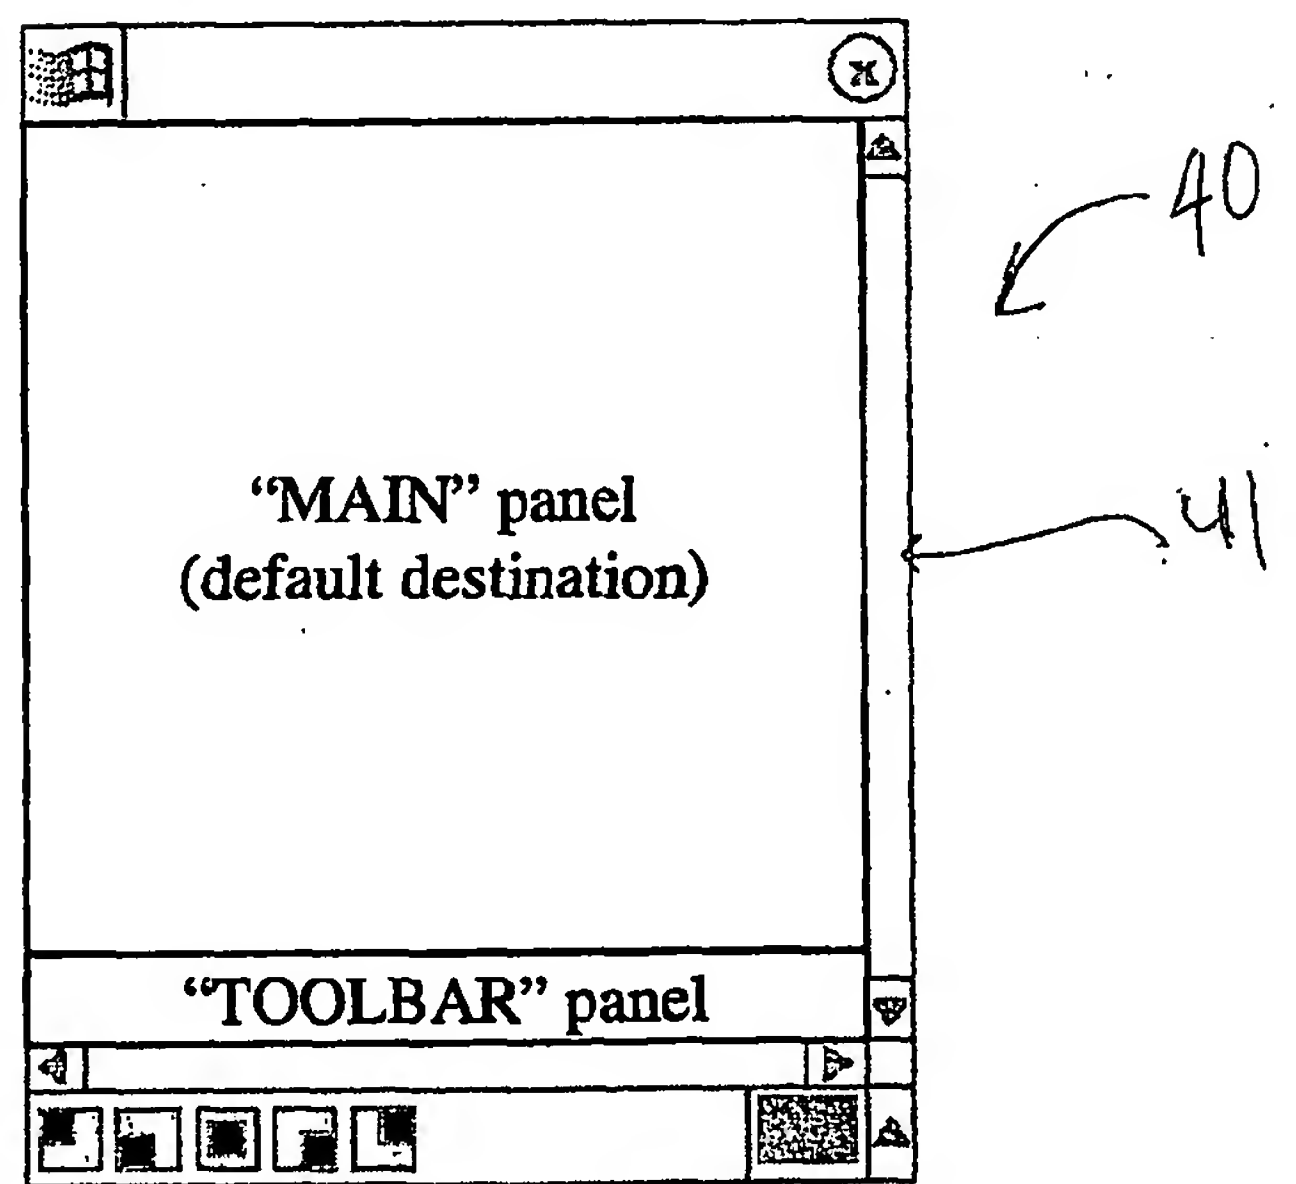 x
40
“MAIN” panel
(default destination)
41
“TOOLBAR” panel